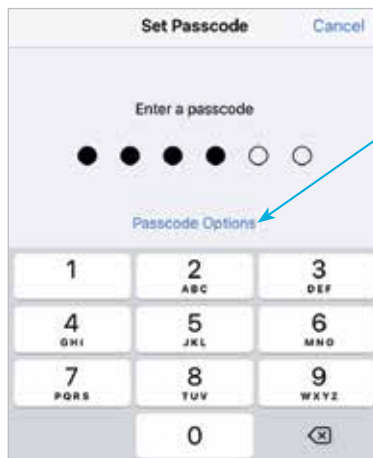 Set Passcode Cancel
Enter a passcode
Passcode Options
1 2 3
ABC DEF
4 5 6
GHI JKL MNO
7 8 9
PQRS TUV WXYZ
0